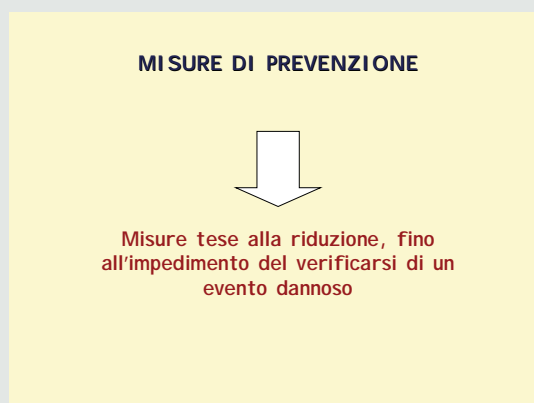 MISURE DI PREVENZIONE
Misure tese alla riduzione, fino
all'impedimento del verificarsi di un
evento dannoso